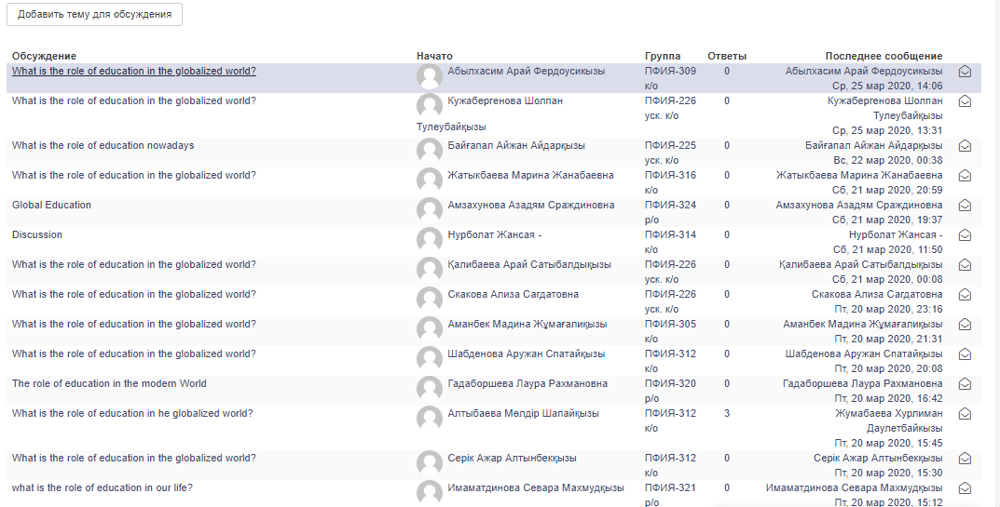 Добавить тему для обсуждения
Обсуждение Начато Группа Ответы Последнее сообщение
What is the role of education in the globalized world? Абылхасим Арай Фердоусикызы ПФИЯ-309 0 Абылхасим Арай Фердоусикызы
к/о Ср, 25 мар 2020, 14:06
What is the role of education in the globalized world? Кужабергенова Шолпан ПФИЯ-226 0 Кужабергенова Шолпан
уск. к/о Тулеубайқызы
Тулеубайқызы
Ср, 25 мар 2020, 13:31
What is the role of education nowadays Байғапал Айжан Айдарқызы ПФИЯ-225 0 Байғапал Айжан Айдарқызы
уск. к/о Вс, 22 мар 2020, 00:38
What is the role of education in the globalized world? Жатыкбаева Марина Жанабаевна ПФИЯ-316 0 Жатыкбаева Марина Жанабаевна
к/о Сб, 21 мар 2020, 20:59
Global Education Амзахунова Азадям Сраждиновна ПФИЯ-324 0 Амзахунова Азадям Сраждиновна
р/о Сб, 21 мар 2020, 19:37
Discussion Нурболат Жансая - ПФИЯ-314 0 Нурболат Жансая -
к/о Сб, 21 мар 2020, 11:50
What is the role of education in the globalized world? Қалибаева Арай Сатыбалдықызы ПФИЯ-226 0 Қалибаева Арай Сатыбалдықызы
уск. к/о Сб, 21 мар 2020, 00:08
What is the role of education in the globalized world? Скакова Ализа Сагдатовна ПФИЯ-226 0 Скакова Ализа Сагдатовна
уск. к/о Пт, 20 мар 2020, 23:16
What is the role of education in the globalized world? Аманбек Мадина Жұмағалиқызы ПФИЯ-305 0 Аманбек Мадина Жұмағалиқызы
к/о Пт, 20 мар 2020, 21:31
What is the role of education in the globalized world? Шабденова Аружан Спатайқызы ПФИЯ-312 0 Шабденова Аружан Спатайқызы
к/о Пт, 20 мар 2020, 20:08
The role of education in the modern World Гадаборшева Лаура Рахмановна ПФИЯ-320 0 Гадаборшева Лаура Рахмановна
р/о Пт, 20 мар 2020, 16:42
What is the role of education in he globalized world? Алтыбаева Мөлдір Шапайқызы ПФИЯ-312 3 Жумабаева Хурлиман
к/о Даулетбайкызы
Пт, 20 мар 2020, 15:45
What is the role of education in the globalized world? Серік Ажар Алтынбекқызы ПФИЯ-312 0 Серік Ажар Алтынбекқызы
к/о Пт, 20 мар 2020, 15:30
what is the role of education in our life? Имаматдинова Севара Махмудқызы ПФИЯ-321 0 Имаматдинова Севара Махмудқызы
р/о Пт, 20 мар 2020, 15:12